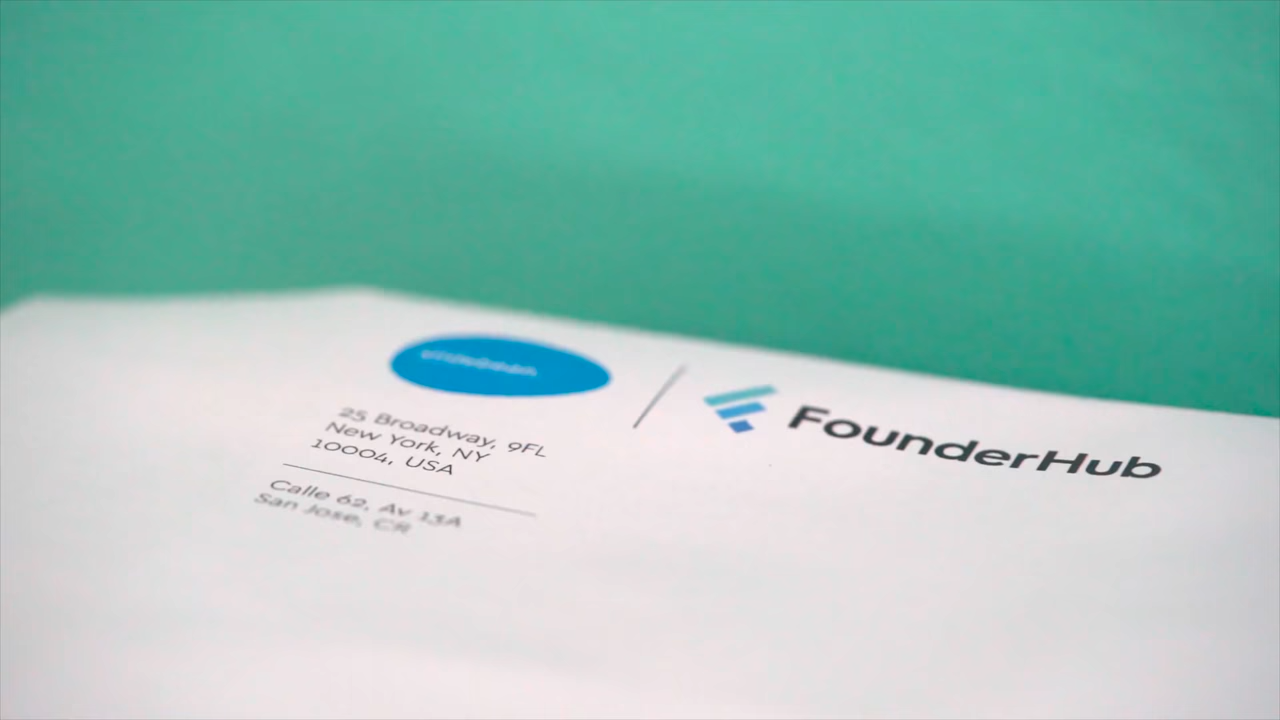 25 Broadway, 9FL
New York, NY
10004, USA
Calle 62, Av 13A
San Jose, CR
FounderHub